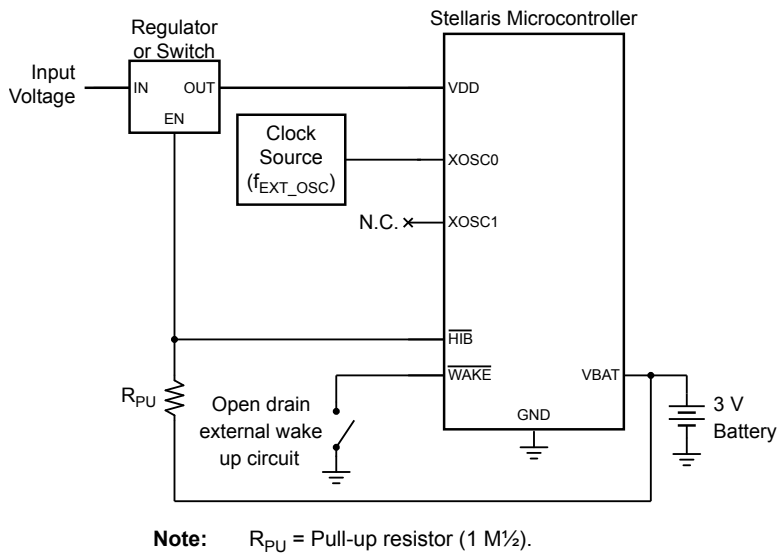 Stellaris Microcontroller
Regulator
or Switch
Input
Voltage
IN OUT
EN
VDD
Clock
Source
(fEXT_OSC)
XOSC0
N.C.
XOSC1
HIB
WAKE
VBAT
RPU
Open drain
external wake
up circuit
GND
3 V
Battery
Note: RPU = Pull-up resistor (1 M½).